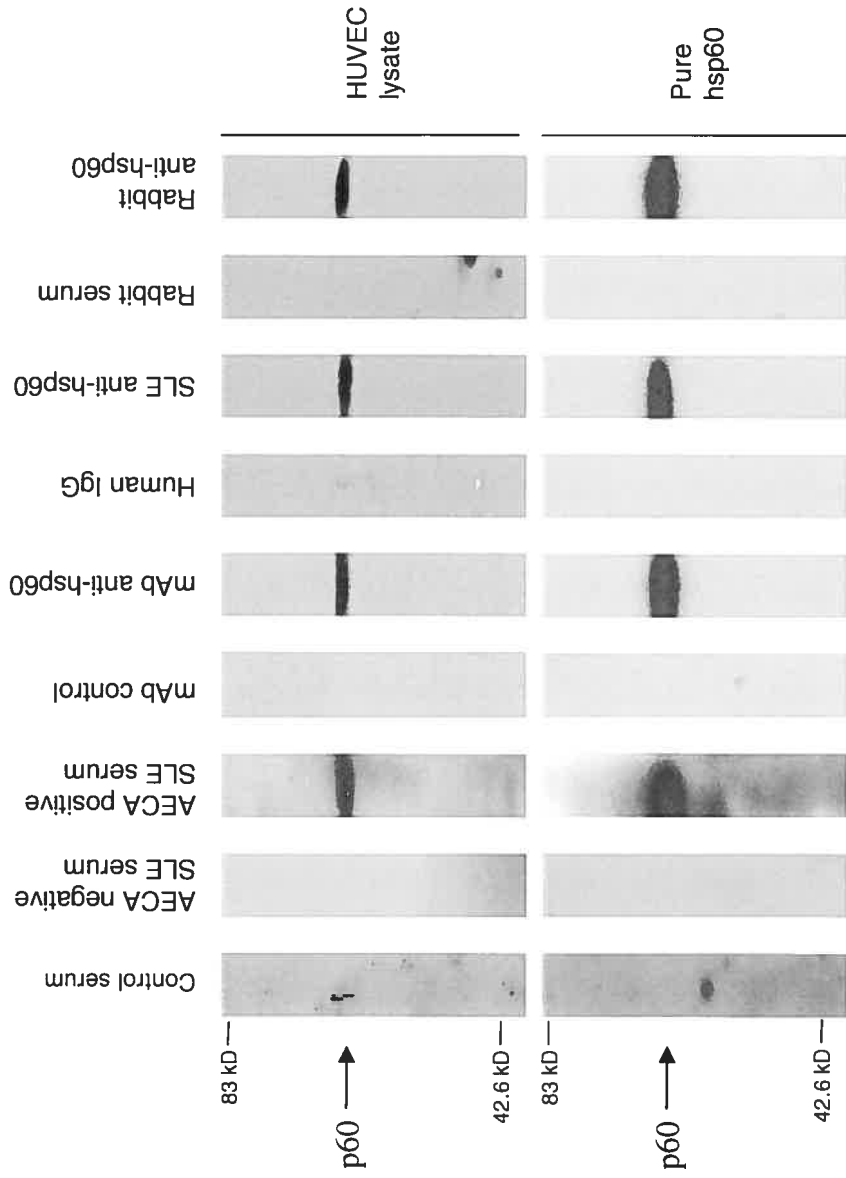 Control serum
AECA negative
SLE serum
AECA positive
SLE serum
mAb control
mAb anti-hsp60
Human IgG
SLE anti-hsp60
Rabbit serum
Rabbit
anti-hsp60
83 kD
p60
42.6 kD
HUVEC
lysate
83 kD
p60
42.6 kD
Pure
hsp60